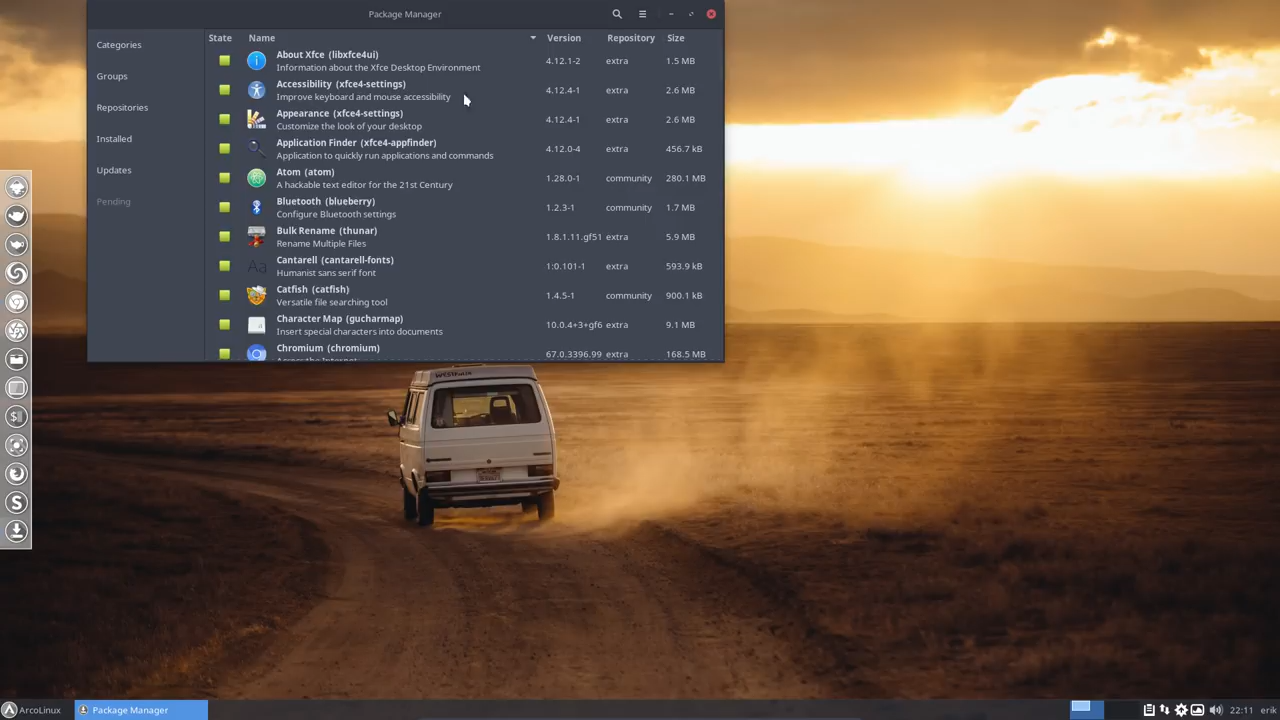 Package Manager
Categories
Groups
Repositories
Installed
Updates
Pending
State Name Version Repository Size
About Xfce (libxfce4ui)
Information about the Xfce Desktop Environment
4.12.1-2 extra 1.5 MB
Accessibility (xfce4-settings)
Improve keyboard and mouse accessibility
4.12.4-1 extra 2.6 MB
Appearance (xfce4-settings)
Customize the look of your desktop
4.12.4-1 extra 2.6 MB
Application Finder (xfce4-appfinder)
Application to quickly run applications and commands
4.12.0-4 extra 456.7 kB
Atom (atom)
A hackable text editor for the 21st Century
1.28.0-1 community 280.1 MB
Bluetooth (blueberry)
Configure Bluetooth settings
1.2.3-1 community 1.7 MB
Bulk Rename (thunar)
Rename Multiple Files
1.8.1.11.gf51 extra 5.9 MB
Aa
Cantarell (cantarell-fonts)
Humanist sans serif font
1:0.101-1 extra 593.9 kB
Catfish (catfish)
Versatile file searching tool
1.4.5-1 community 900.1 kB
Character Map (gucharmap)
Insert special characters into documents
10.0.4+3+gf6 extra 9.1 MB
Chromium (chromium)
67.0.3396.99 extra 168.5 MB
WESTFALIA
ArcoLinux
Package Manager
22:11 erik